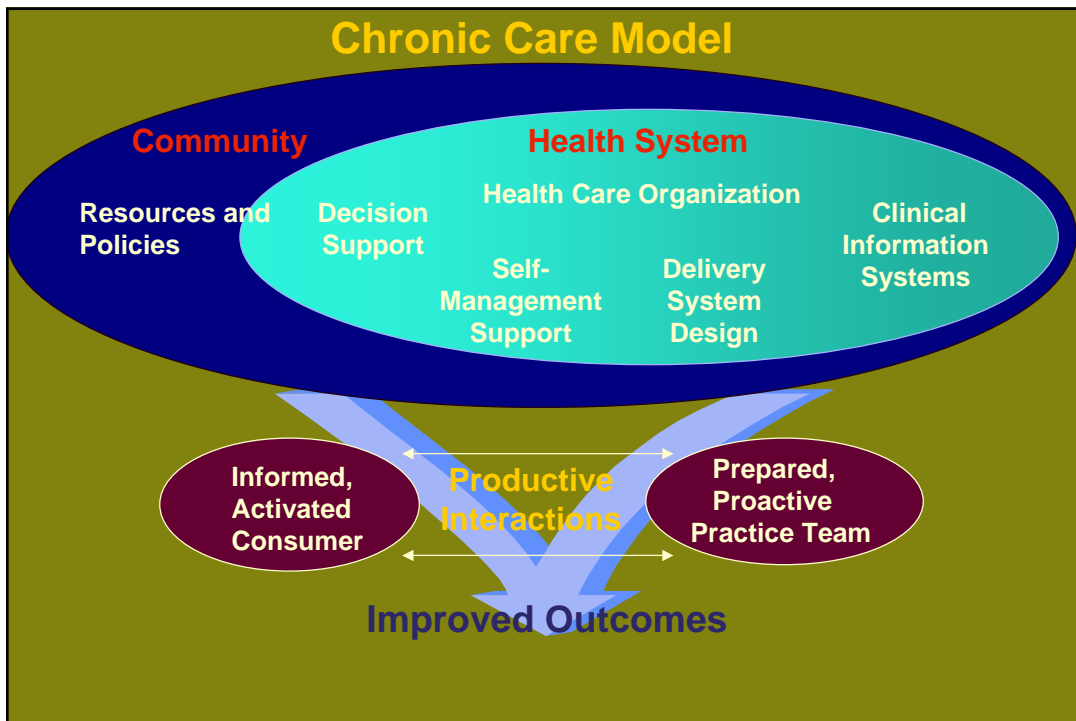 Chronic Care Model
Community
Health System
Resources and
Policies
Decision
Support
Health Care Organization
Self-
Management
Support
Delivery
System
Design
Clinical
Information
Systems
Informed,
Activated
Consumer
Productive
Interactions
Prepared,
Proactive
Practice Team
Improved Outcomes